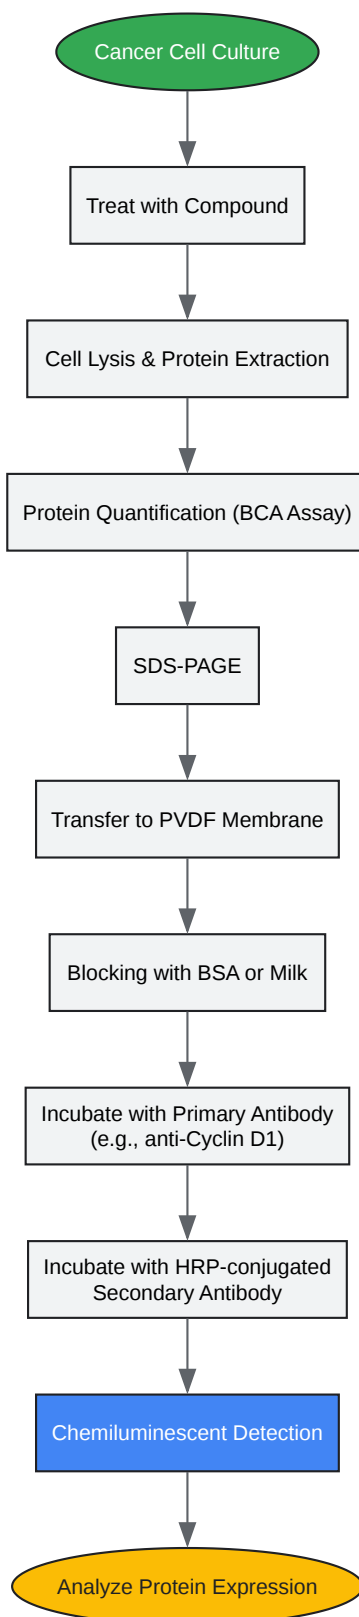 Cancer Cell Culture
Treat with Compound
Cell Lysis & Protein Extraction
Protein Quantification (BCA Assay)
SDS-PAGE
Transfer to PVDF Membrane
Blocking with BSA or Milk
Incubate with Primary Antibody
(e.g., anti-Cyclin D1)
Incubate with HRP-conjugated
Secondary Antibody
Chemiluminescent Detection
Analyze Protein Expression